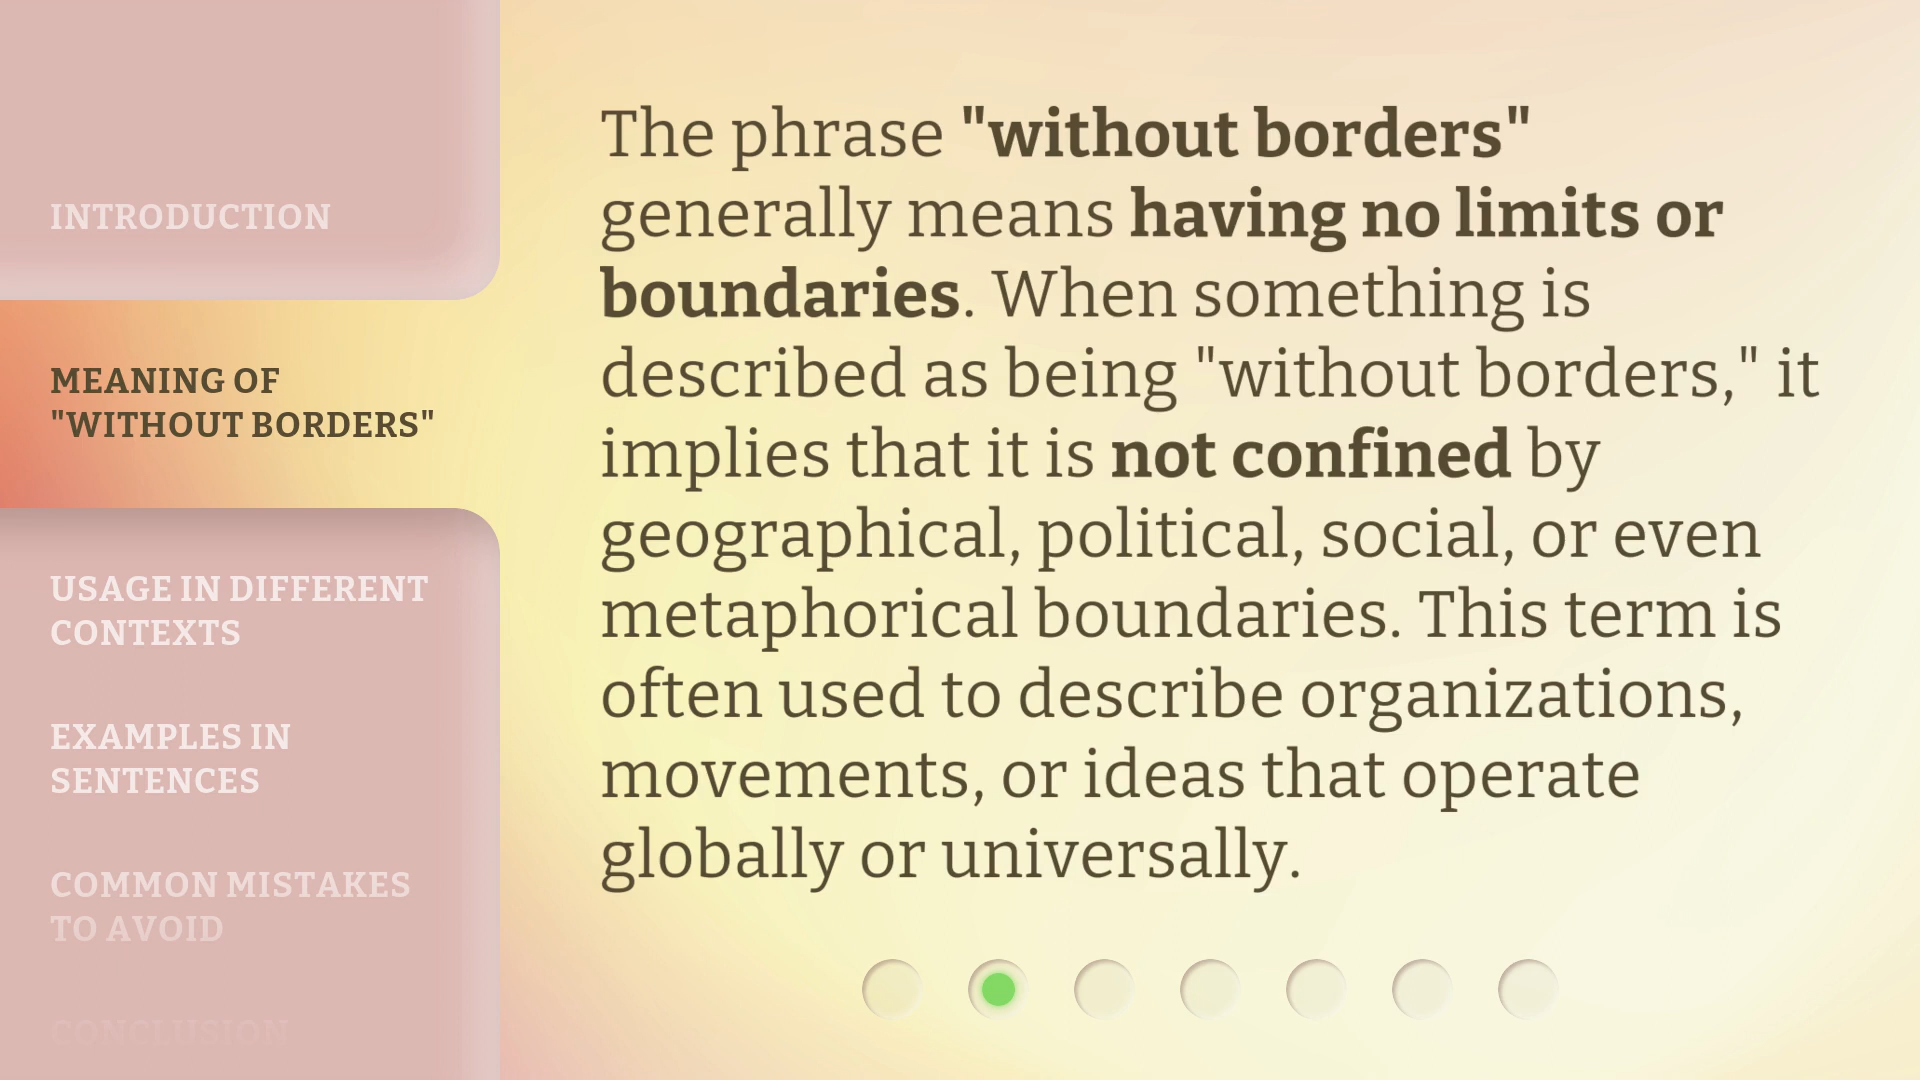 INTRODUCTION
MEANING OF
"WITHOUT BORDERS"
USAGE IN DIFFERENT
CONTEXTS
EXAMPLES IN
SENTENCES
COMMON MISTAKES
TO AVOID
CONCLUSION
The phrase "without borders"
generally means having no limits or
boundaries. When something is
described as being "without borders," it
implies that it is not confined by
geographical, political, social, or even
metaphorical boundaries. This term is
often used to describe organizations,
movements, or ideas that operate
globally or universally.